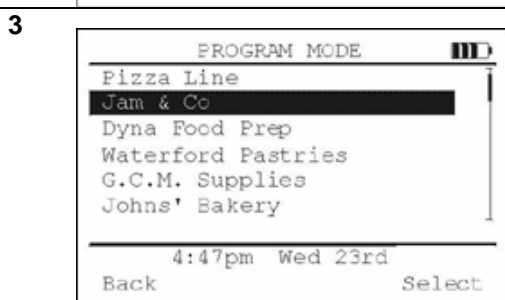 3
PROGRAM MODE
Pizza Line
Jam & Co
Dyna Food Prep
Waterford Pastries
G.C.M. Supplies
Johns' Bakery
4:47pm Wed 23rd
Back Select